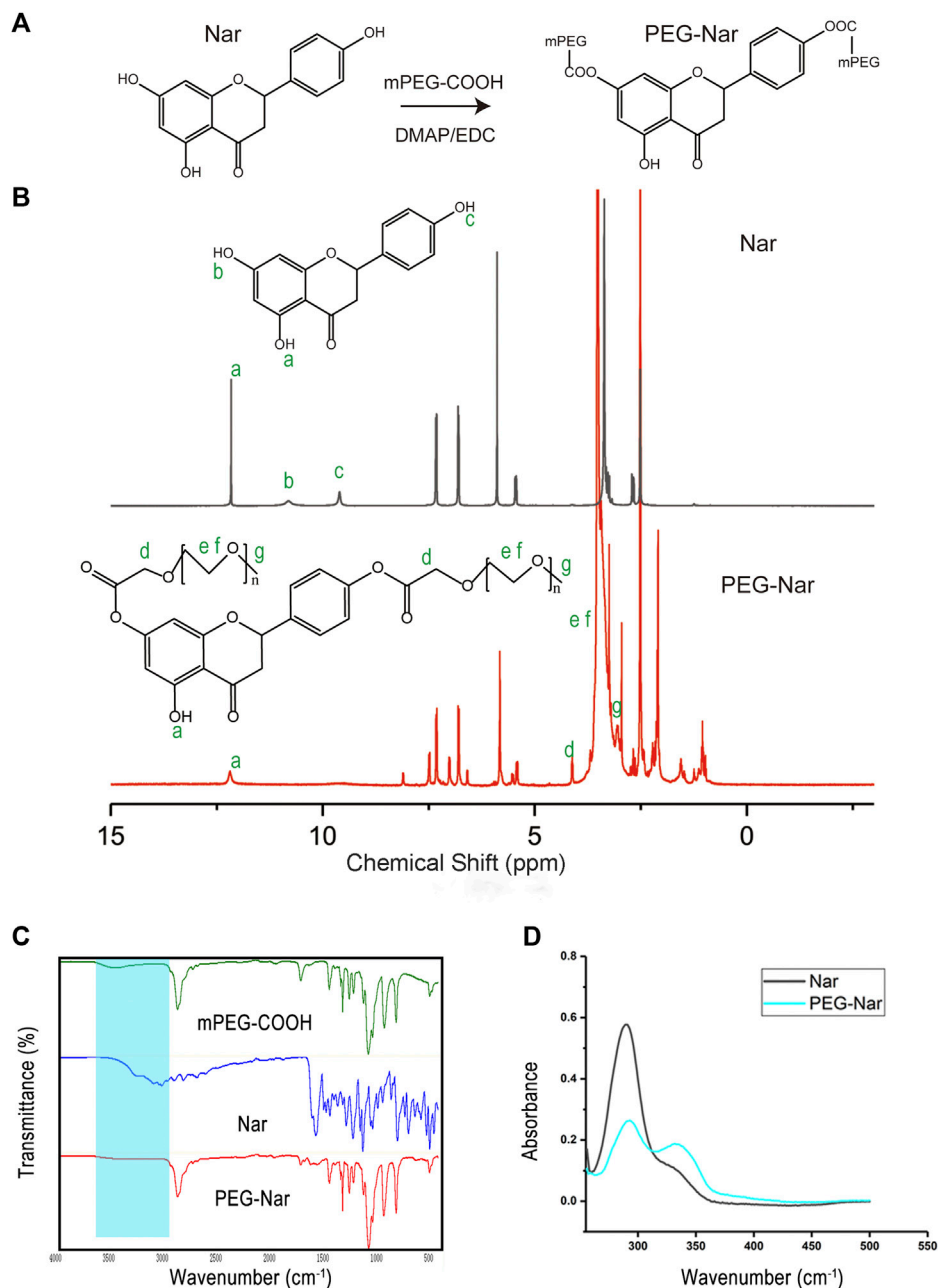 A
Nar
PEG-Nar
OH
HO
O
OH
O
mPEG-COOH
DMAP/EDC
mPEG
COO
OOC
mPEG
O
OH
O
B
Nar
OH
c
HO
b
O
OH
a
O
a
b
c
PEG-Nar
d
e f
g
O
O
O
n
O
O
OH
a
O
d
e f
g
O
O
O
O
n
e f
g
d
a
15
10
5
0
Chemical Shift (ppm)
C
Transmittance (%)
mPEG-COOH
Nar
PEG-Nar
4000
3500
3000
2500
2000
1500
1000
500
Wavenumber (cm⁻¹)
D
Absorbance
0.8
0.6
0.4
0.2
0.0
Nar
PEG-Nar
300
350
400
450
500
550
Wavenumber (cm⁻¹)